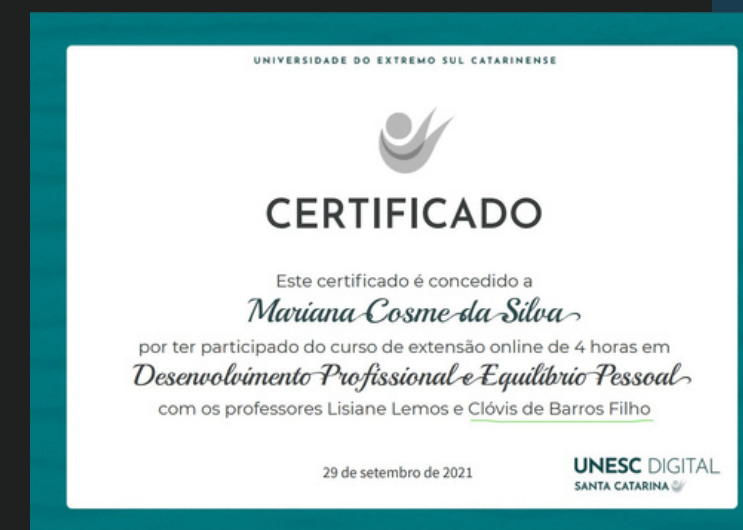 UNIVERSIDADE DO EXTREMO SUL CATARINENSE
CERTIFICADO
Este certificado é concedido a
Mariana Cosme da Silva
por ter participado do curso de extensão online de 4 horas em
Desenvolvimento Profissional e Equilíbrio Pessoal
com os professores Lisiane Lemos e Clóvis de Barros Filho
29 de setembro de 2021
UNESC DIGITAL
SANTA CATARINA